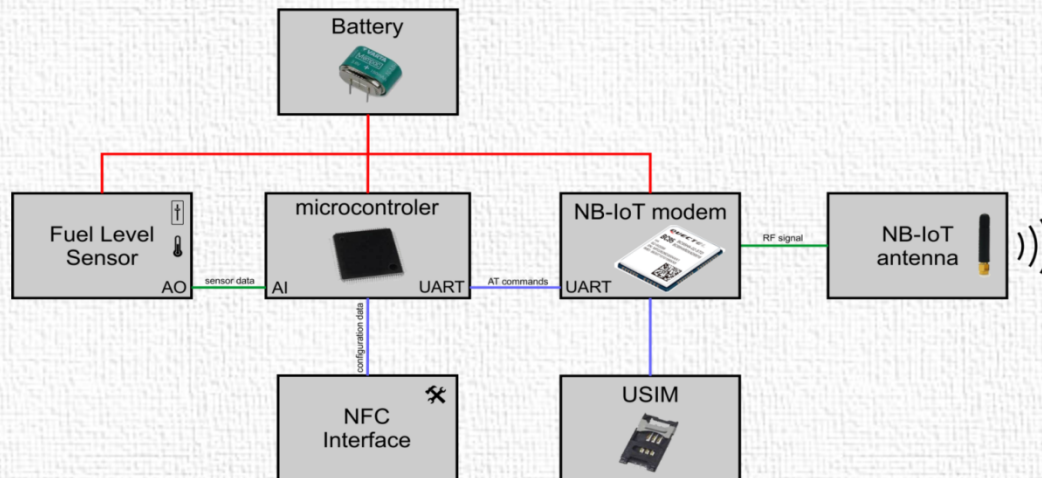 Battery
Fuel Level
Sensor
AO
sensor data
microcontroler
AI
UART
AT commands
NB-IoT modem
UART
RF signal
NB-IoT
antenna
configuration data
NFC
Interface
USIM